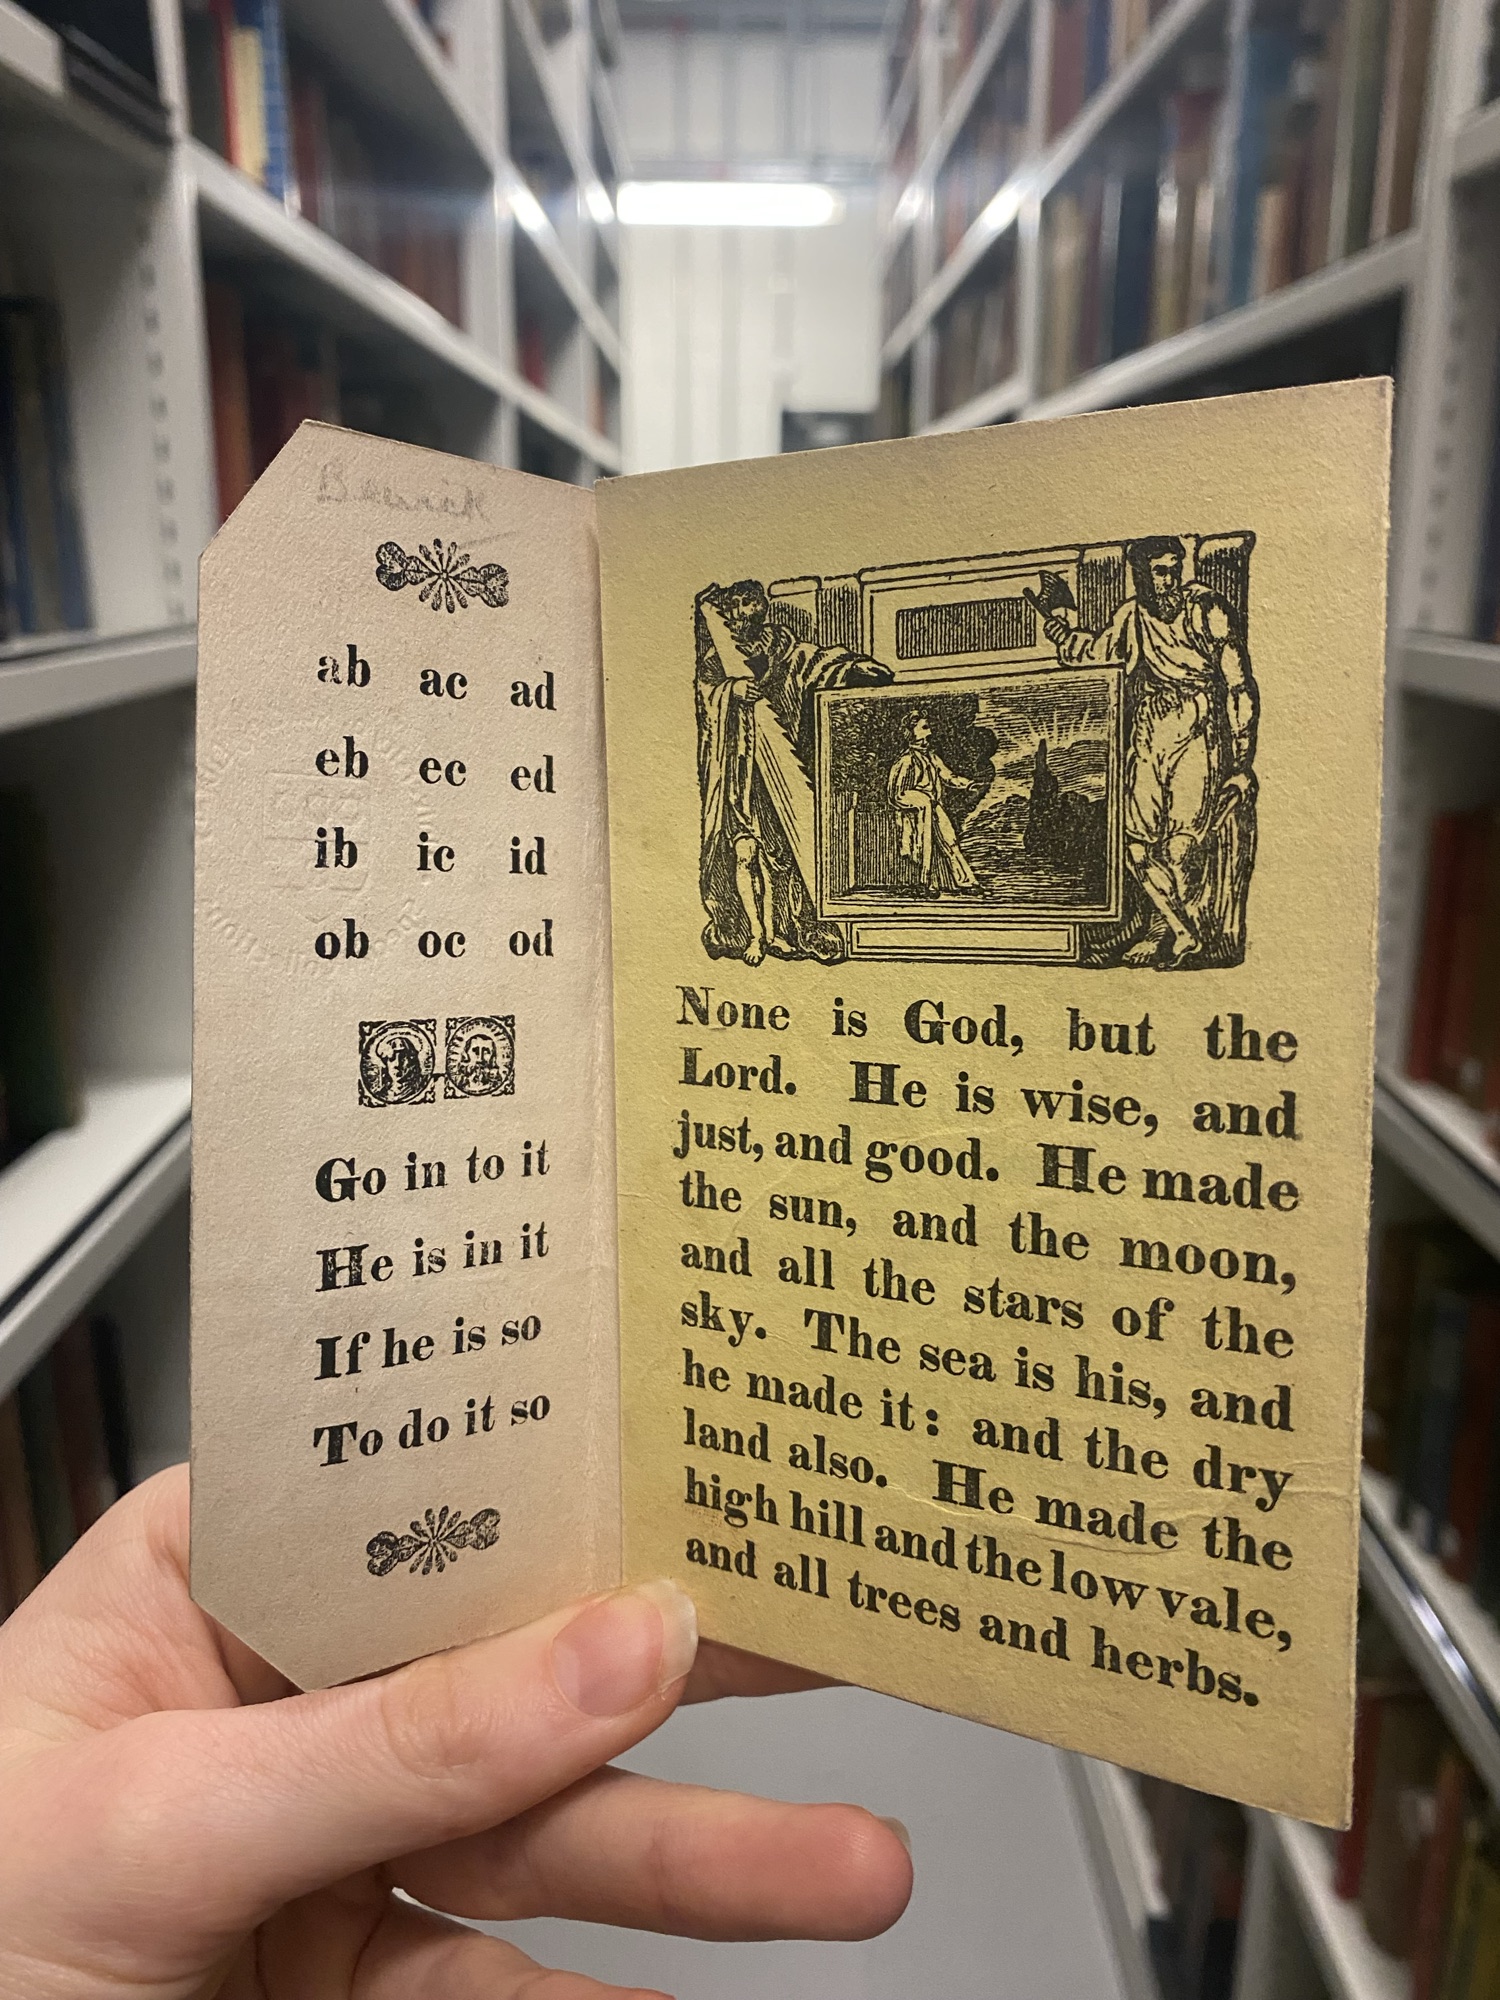 ab ac ad
eb ec ed
ib ic id
ob oc od
Go in to it
He is in it
If he is so
To do it so
None is God, but the
Lord. He is wise, and
just, and good. He made
the sun, and the moon,
and all the stars of the
sky. The sea is his, and
he made it: and the dry
land also. He made the
high hill and the low vale,
and all trees and herbs.